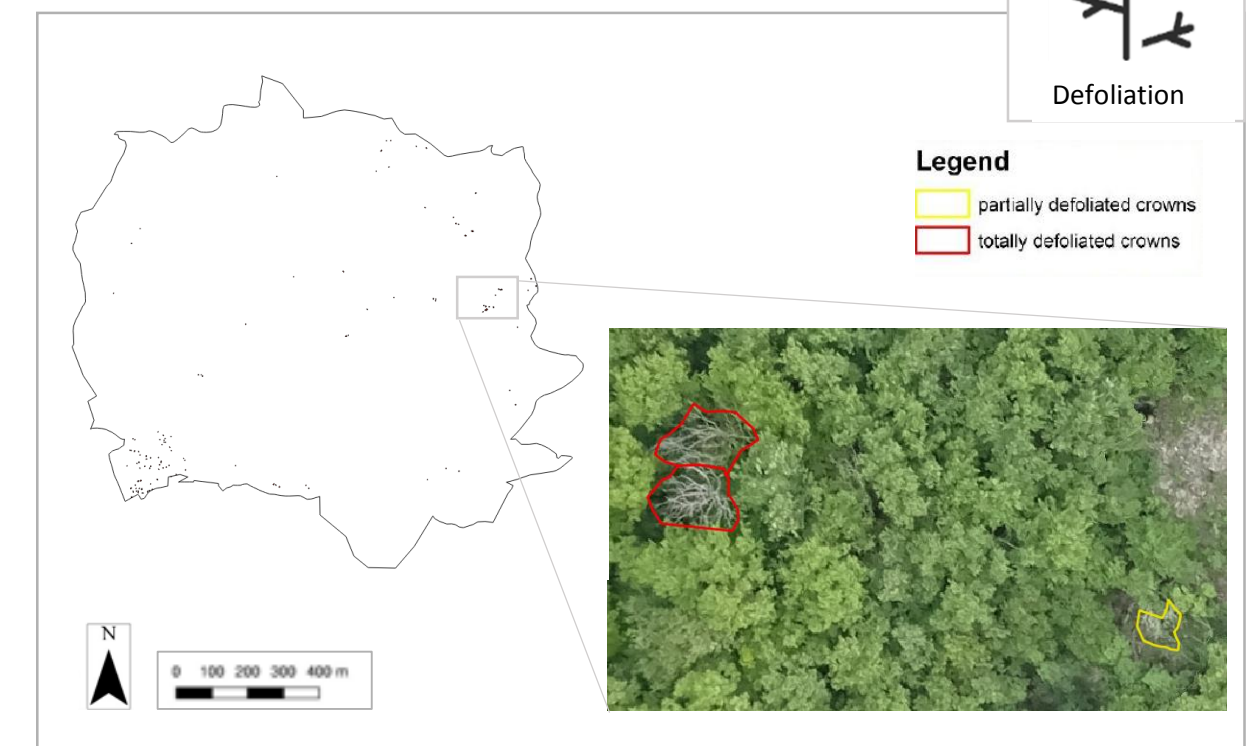 Defoliation
Legend
partially defoliated crowns
totally defoliated crowns
N
0 100 200 300 400 m